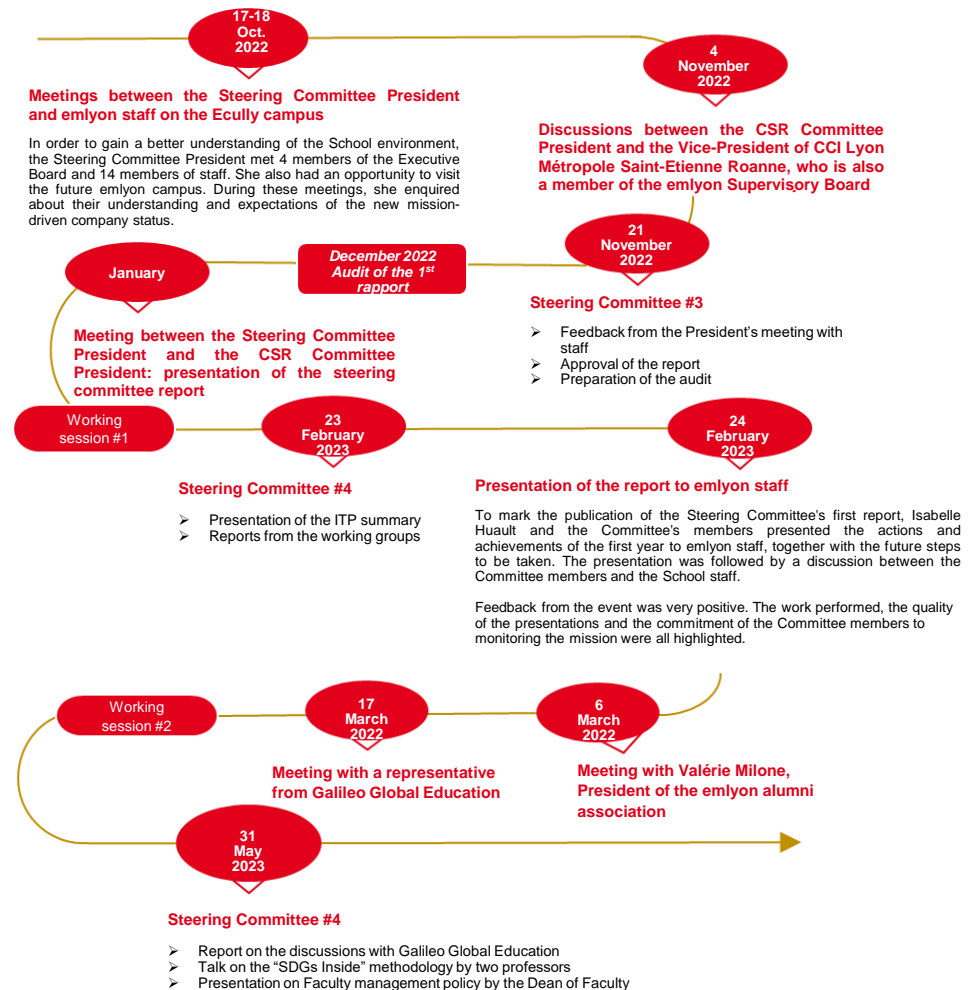 17-18
Oct.
2022
Meetings between the Steering Committee President
and emlyon staff on the Ecully campus
In order to gain a better understanding of the School environment,
the Steering Committee President met 4 members of the Executive
Board and 14 members of staff. She also had an opportunity to visit
the future emlyon campus. During these meetings, she enquired
about their understanding and expectations of the new mission-
driven company status.
4
November
2022
Discussions between the CSR Committee
President and the Vice-President of CCI Lyon
Métropole Saint-Etienne Roanne, who is also
a member of the emlyon Supervisory Board
21
November
2022
Steering Committee #3
➢ Feedback from the President's meeting with
staff
➢ Approval of the report
➢ Preparation of the audit
December 2022
Audit of the 1st
rapport
January
Meeting between the Steering Committee
President and the CSR Committee
President: presentation of the steering
committee report
Working
session #1
23
February
2023
Steering Committee #4
➢ Presentation of the ITP summary
➢ Reports from the working groups
24
February
2023
Presentation of the report to emlyon staff
To mark the publication of the Steering Committee's first report, Isabelle
Huault and the Committee's members presented the actions and
achievements of the first year to emlyon staff, together with the future steps
to be taken. The presentation was followed by a discussion between the
Committee members and the School staff.
Feedback from the event was very positive. The work performed, the quality
of the presentations and the commitment of the Committee members to
monitoring the mission were all highlighted.
6
March
2022
Meeting with Valérie Milone,
President of the emlyon alumni
association
17
March
2022
Meeting with a representative
from Galileo Global Education
Working
session #2
31
May
2023
Steering Committee #4
➢ Report on the discussions with Galileo Global Education
➢ Talk on the "SDGs Inside" methodology by two professors
➢ Presentation on Faculty management policy by the Dean of Faculty